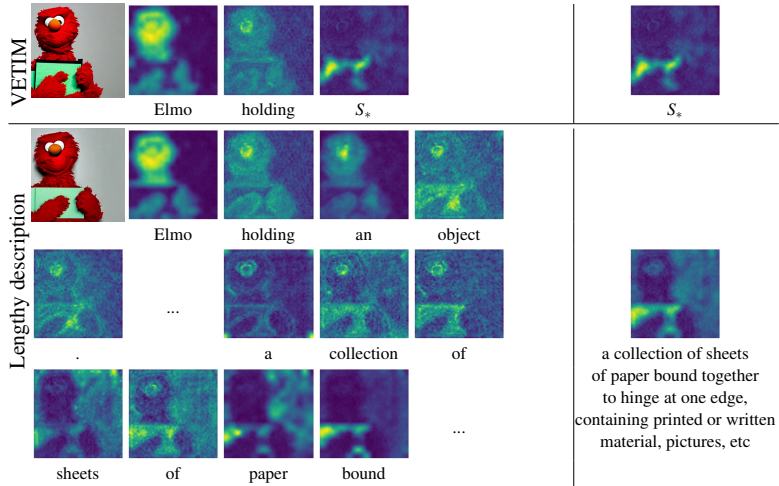 VETIM
Elmo
holding
S*
S*
Lengthy description
Elmo
holding
an
object
.
...
a
collection
of
sheets
of
paper
bound
...
a collection of sheets
of paper bound together
to hinge at one edge,
containing printed or written
material, pictures, etc